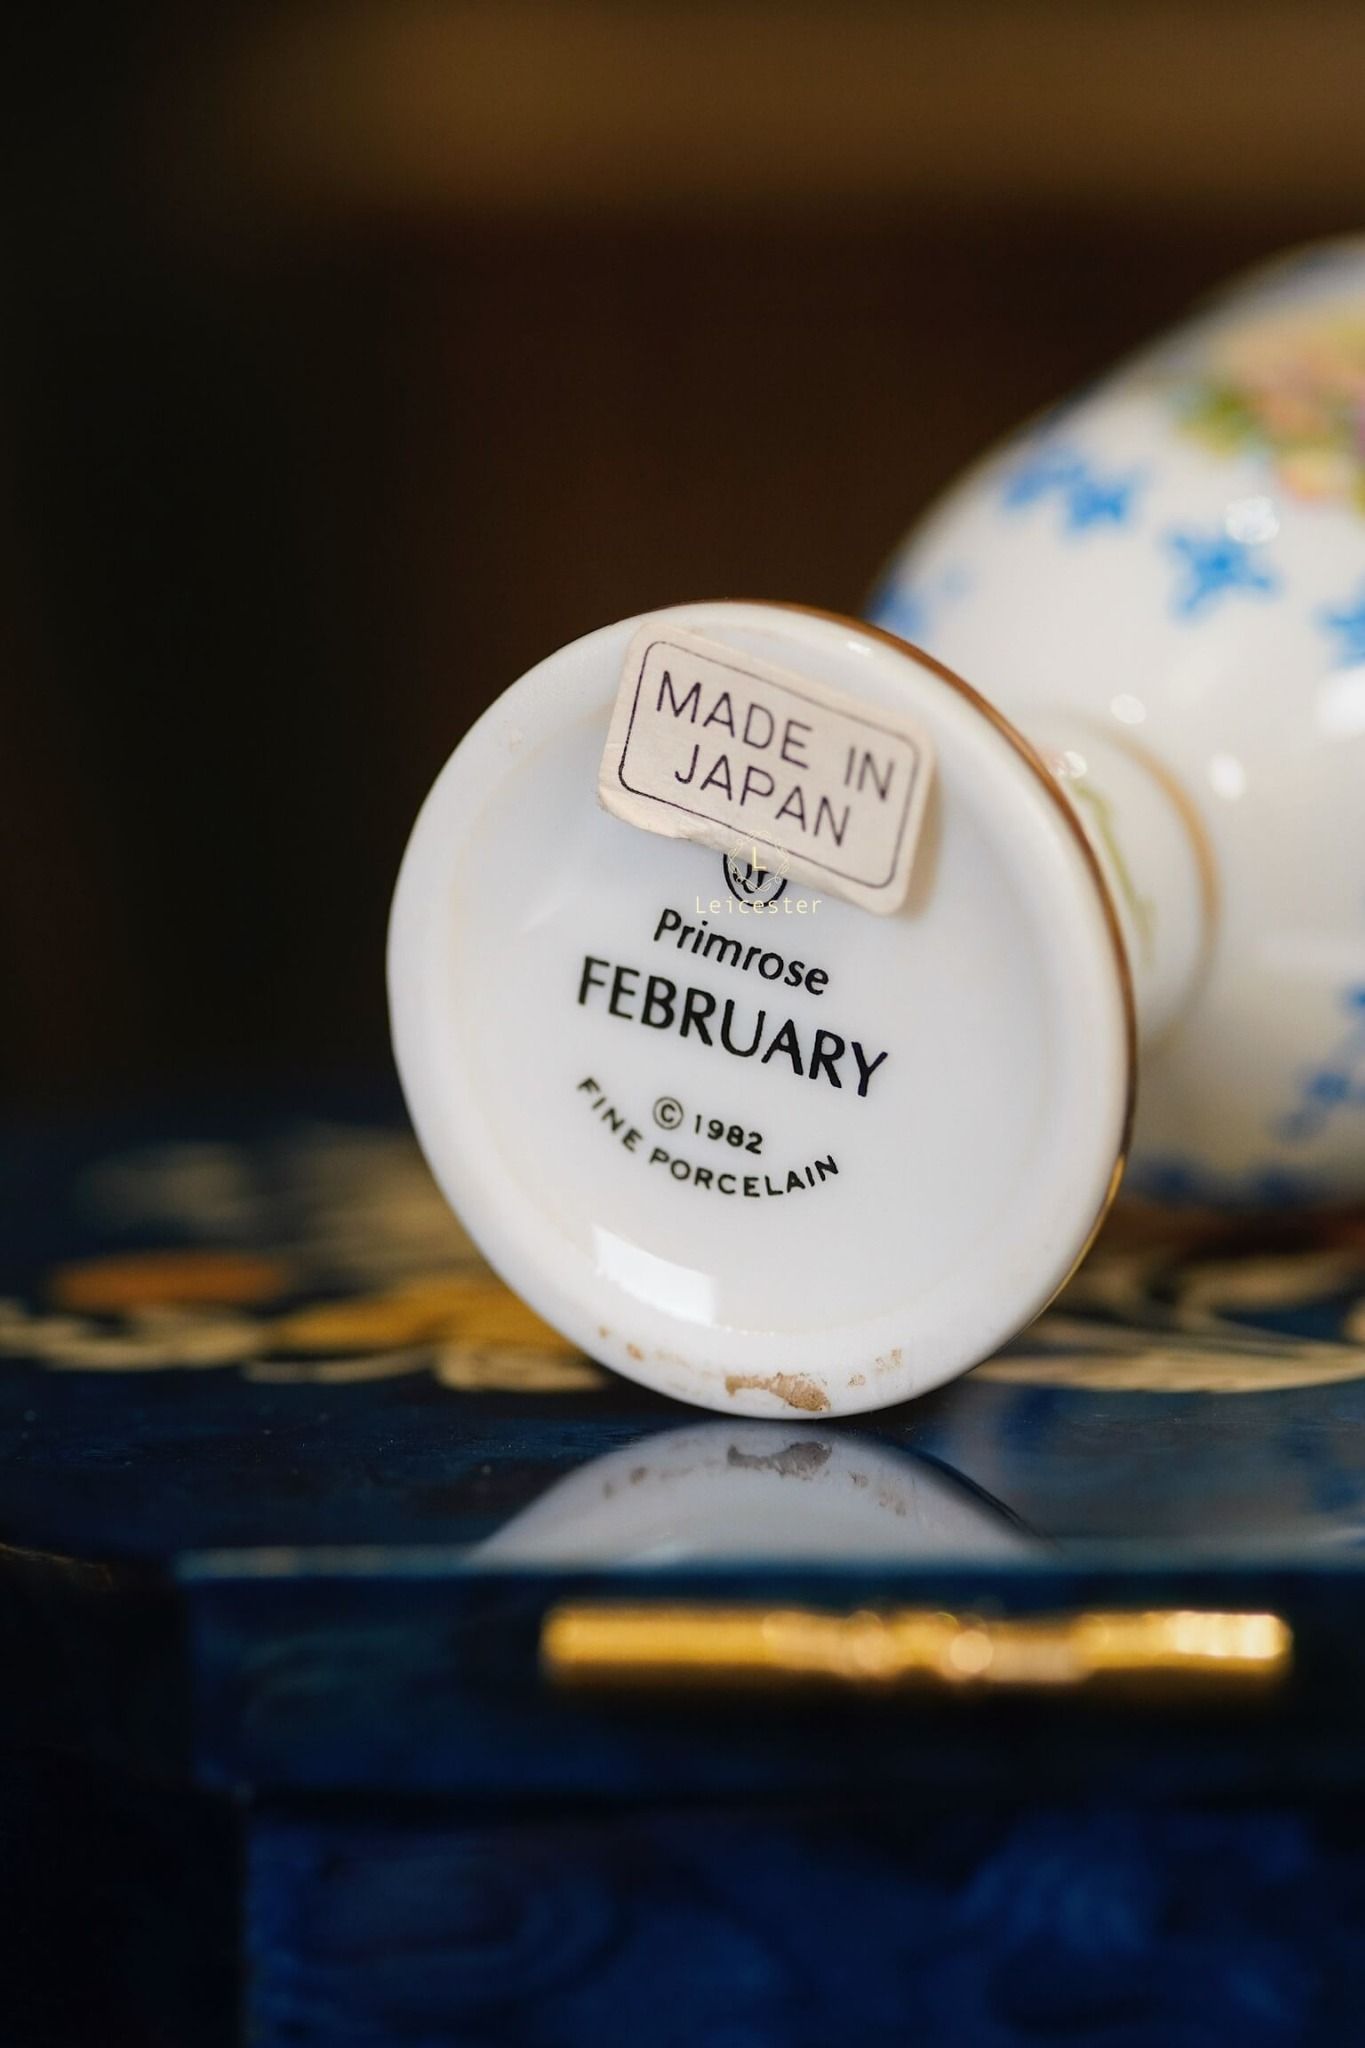 MADE IN
JAPAN
L
Leicester
Primrose
FEBRUARY
© 1982
FINE PORCELAIN